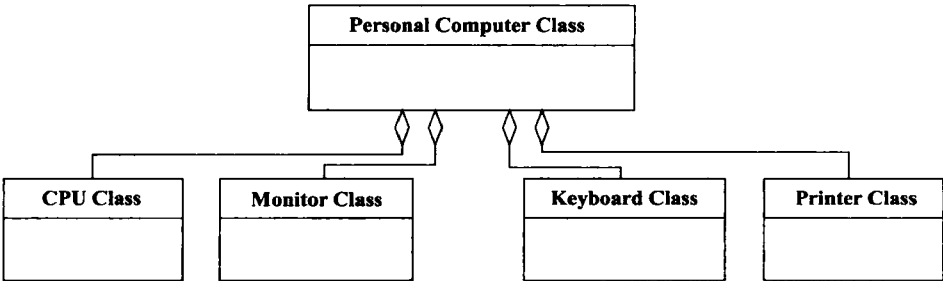 Personal Computer Class
CPU Class
Monitor Class
Keyboard Class
Printer Class